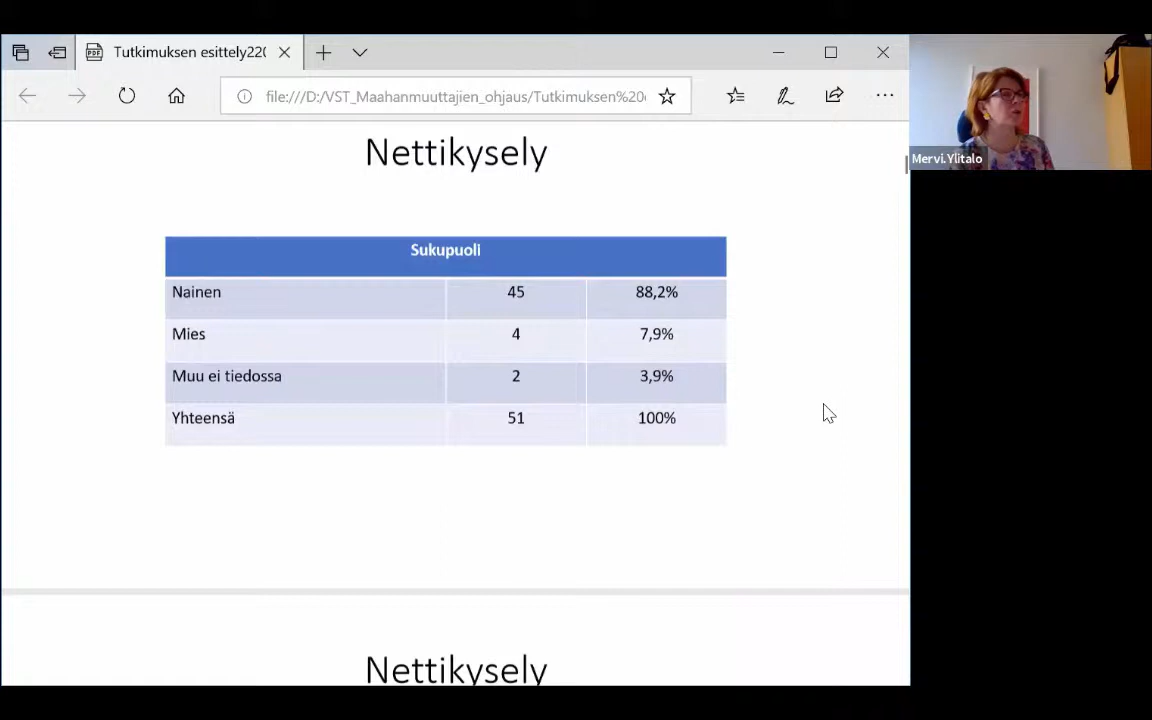 Tutkimuksen esittely220
file:///D:/VST_Maahanmuuttajien_ohjaus/Tutkimuksen%20
Nettikysely
Mervi.Ylitalo
Sukupuoli
Nainen 45 88,2%
Mies 4 7,9%
Muu ei tiedossa 2 3,9%
Yhteensä 51 100%
Nettikysely